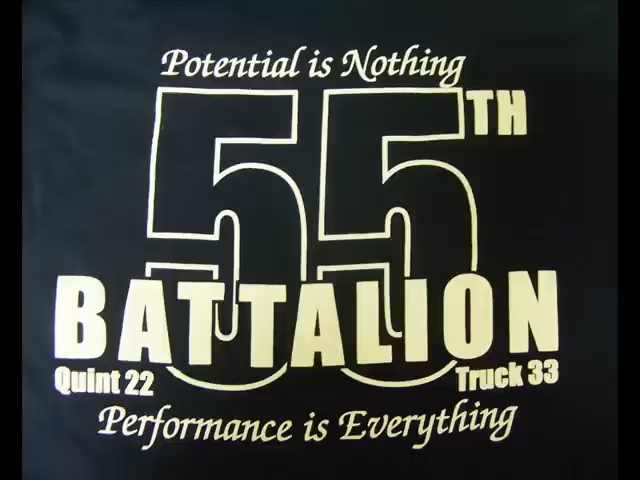 Potential is Nothing
55TH
BATTALION
Quint 22 Truck 33
Performance is Everything